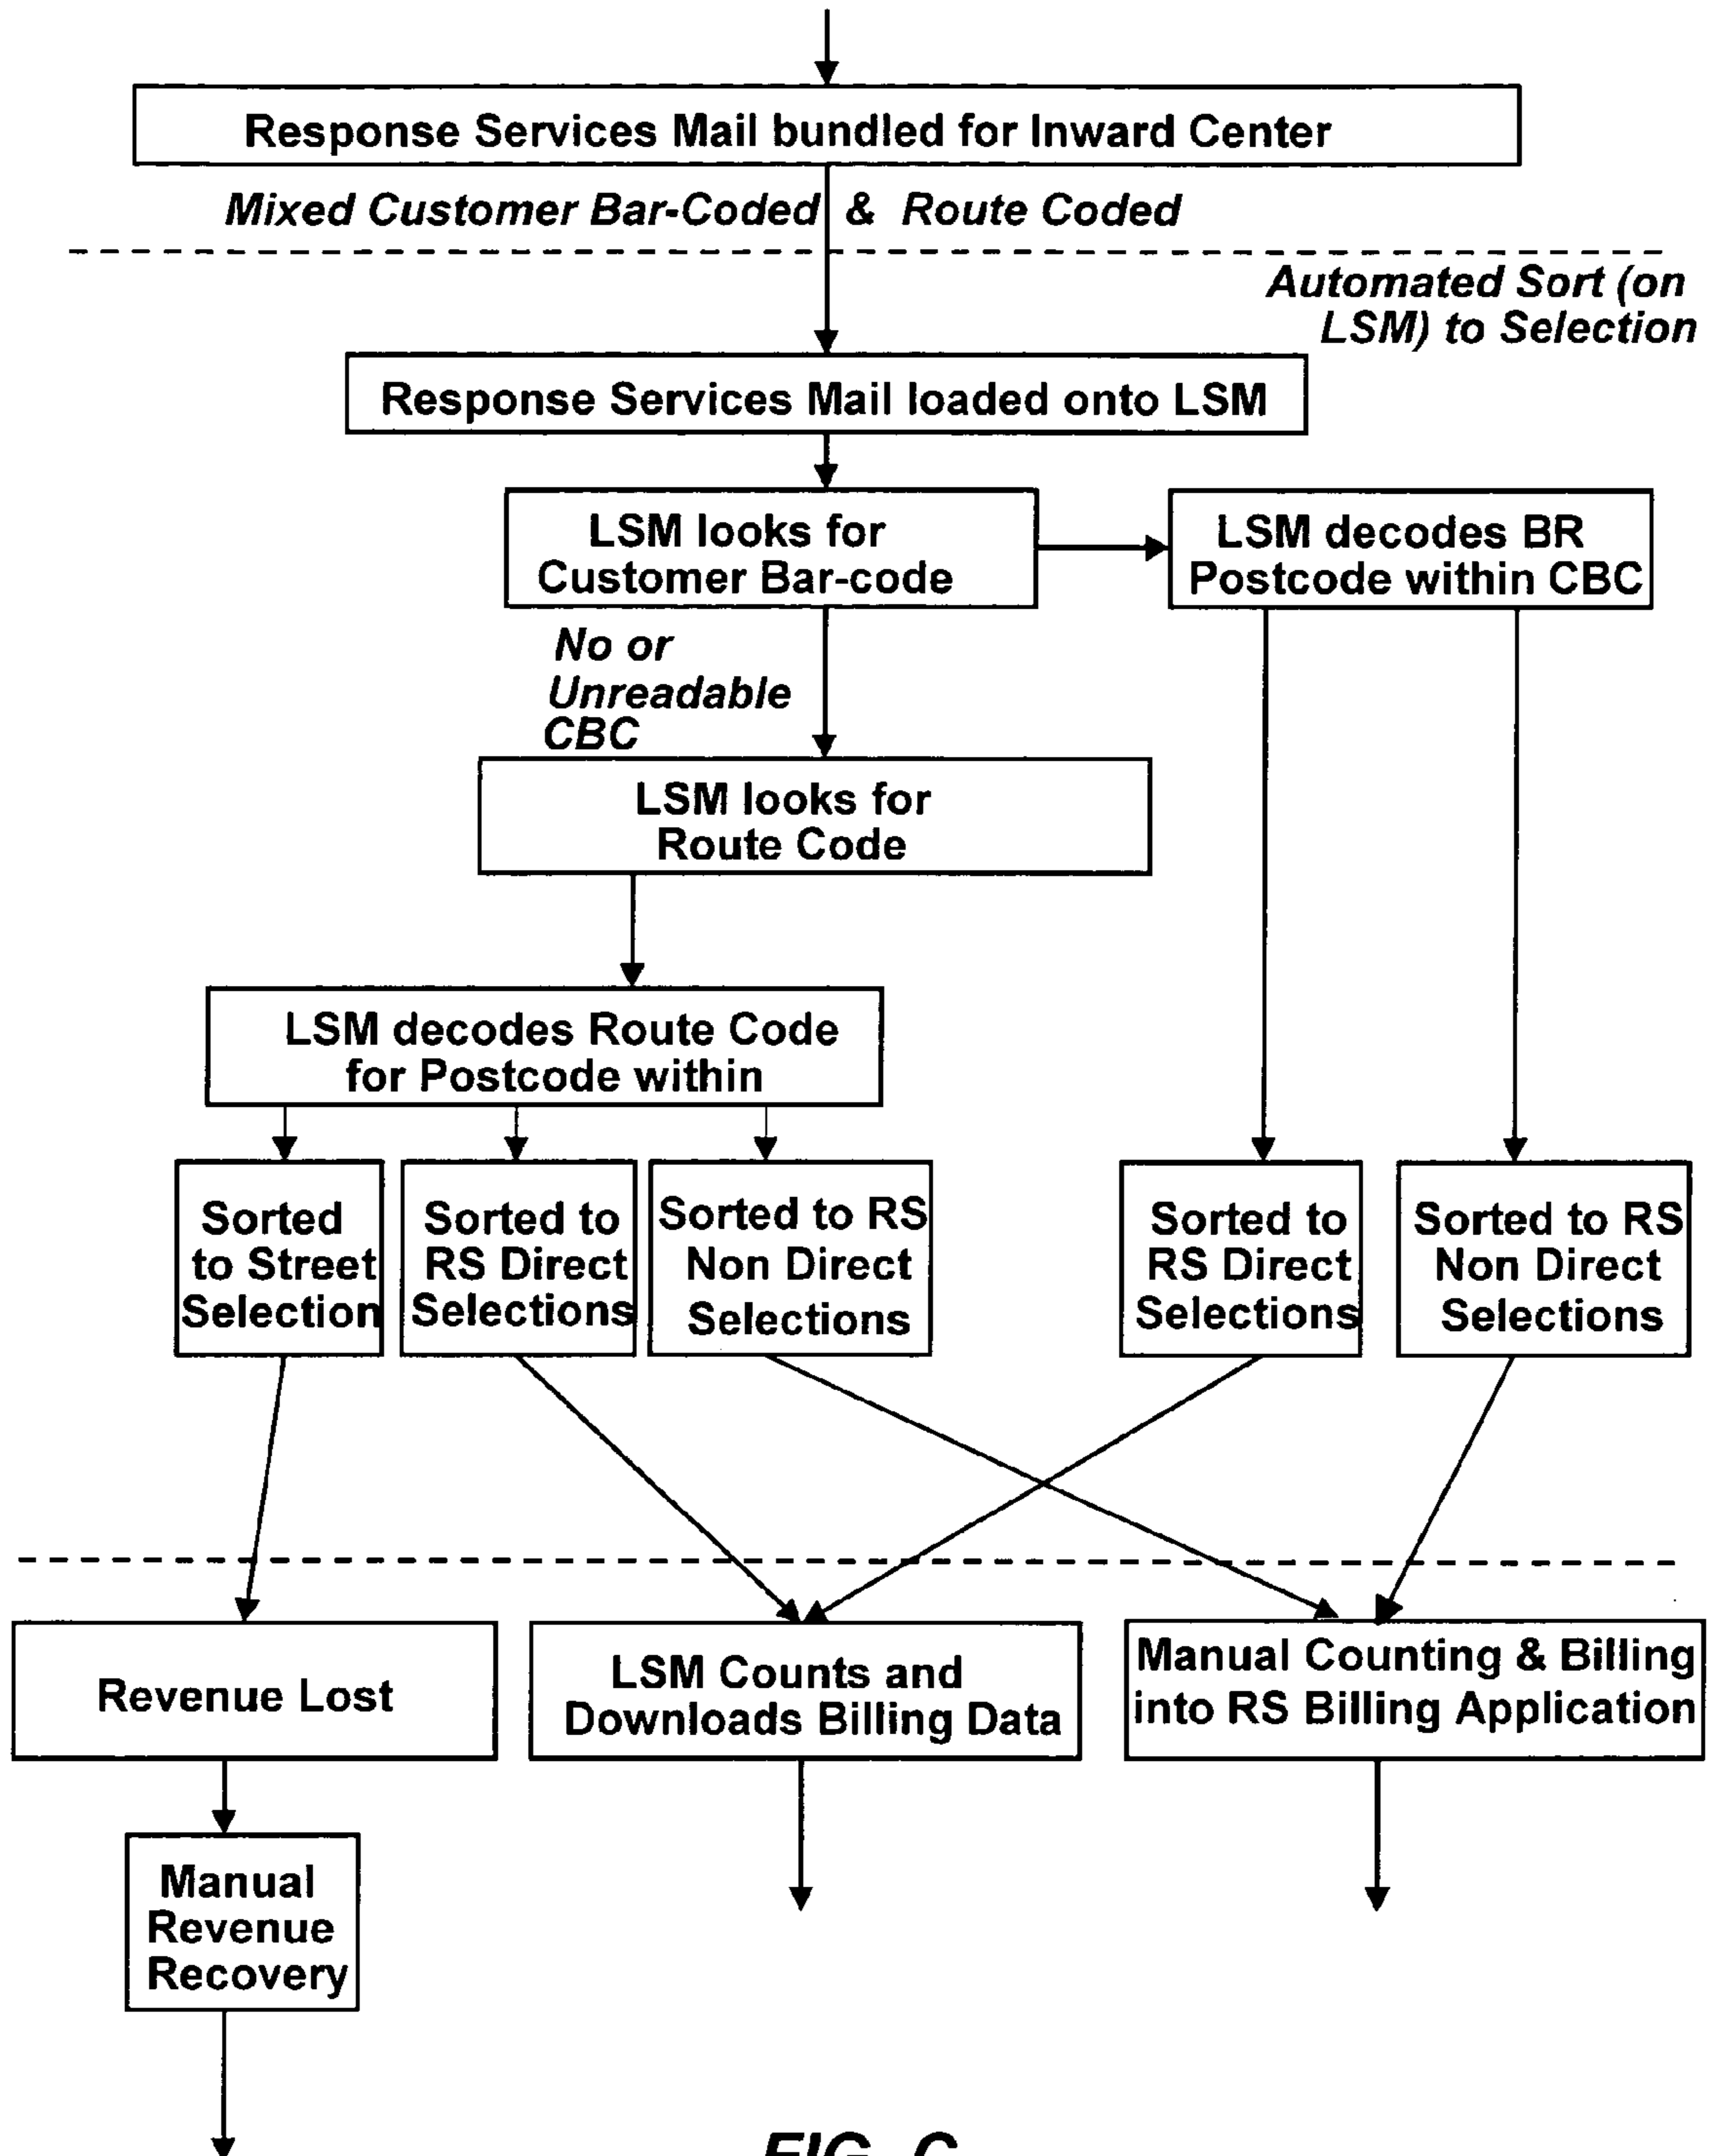 Response Services Mail bundled for Inward Center
Mixed Customer Bar-Coded & Route Coded
Automated Sort (on
LSM) to Selection
Response Services Mail loaded onto LSM
LSM looks for
Customer Bar-code
LSM decodes BR
Postcode within CBC
No or
Unreadable
CBC
LSM looks for
Route Code
LSM decodes Route Code
for Postcode within
Sorted
to Street
Selection
Sorted to
RS Direct
Selections
Sorted to RS
Non Direct
Selections
Sorted to
RS Direct
Selections
Sorted to RS
Non Direct
Selections
Revenue Lost
LSM Counts and
Downloads Billing Data
Manual Counting & Billing
into RS Billing Application
Manual
Revenue
Recovery
FIG. C